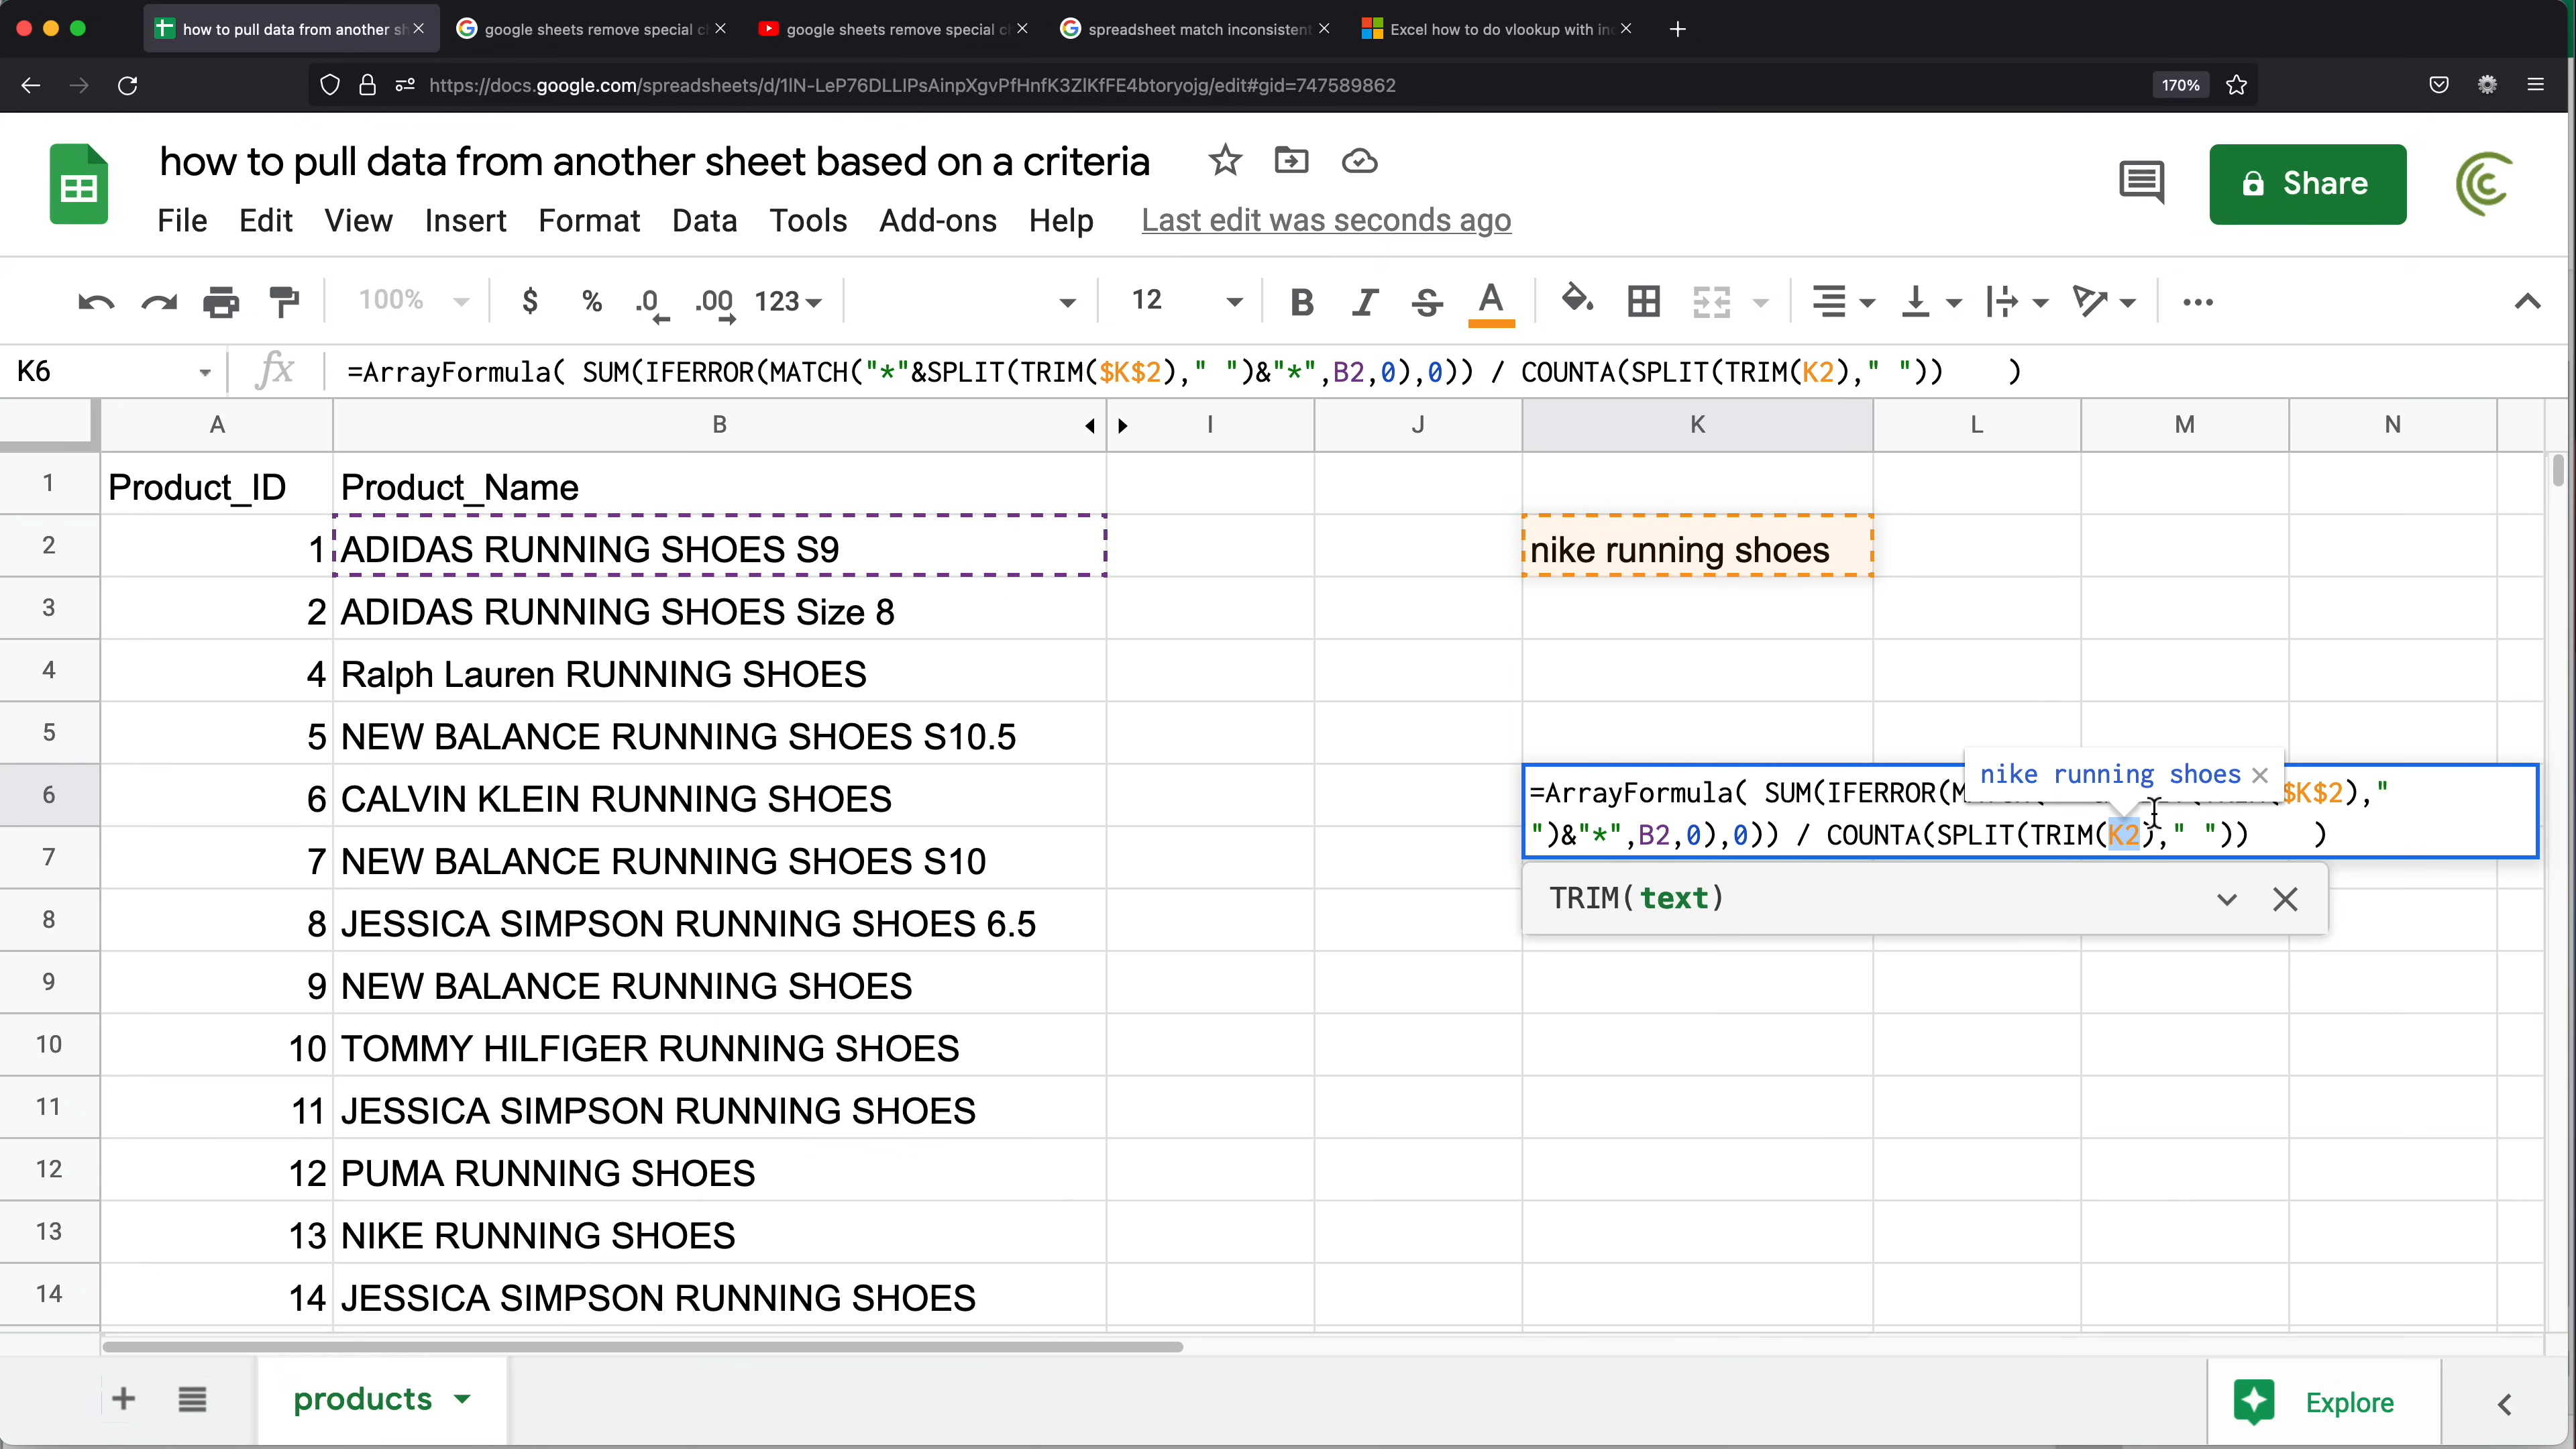 how to pull data from another sh
google sheets remove special ch
google sheets remove special c
spreadsheet match inconsistent
Excel how to do vlookup with inc
https://docs.google.com/spreadsheets/d/1lN-LeP76DLLlPsAinpXgvPfHnfK3ZlKfFE4btoryojg/edit#gid=747589862
170%
how to pull data from another sheet based on a criteria
Share
File Edit View Insert Format Data Tools Add-ons Help Last edit was seconds ago
100% $ % .0 .00 123 12 B I S A
K6 fx =ArrayFormula( SUM(IFERROR(MATCH("*"&SPLIT(TRIM($K$2)," ")&"*",B2,0),0)) / COUNTA(SPLIT(TRIM(K2)," ")) )
A B I J K L M N
1 Product_ID Product_Name
2 1 ADIDAS RUNNING SHOES S9 nike running shoes
3 2 ADIDAS RUNNING SHOES Size 8
4 4 Ralph Lauren RUNNING SHOES
5 5 NEW BALANCE RUNNING SHOES S10.5
nike running shoes
6 6 CALVIN KLEIN RUNNING SHOES =ArrayFormula( SUM(IFERROR( $K$2),"
")&"*",B2,0),0)) / COUNTA(SPLIT(TRIM(K2)," ")) )
7 7 NEW BALANCE RUNNING SHOES S10
TRIM(text)
8 8 JESSICA SIMPSON RUNNING SHOES 6.5
9 9 NEW BALANCE RUNNING SHOES
10 10 TOMMY HILFIGER RUNNING SHOES
11 11 JESSICA SIMPSON RUNNING SHOES
12 12 PUMA RUNNING SHOES
13 13 NIKE RUNNING SHOES
14 14 JESSICA SIMPSON RUNNING SHOES
products
Explore